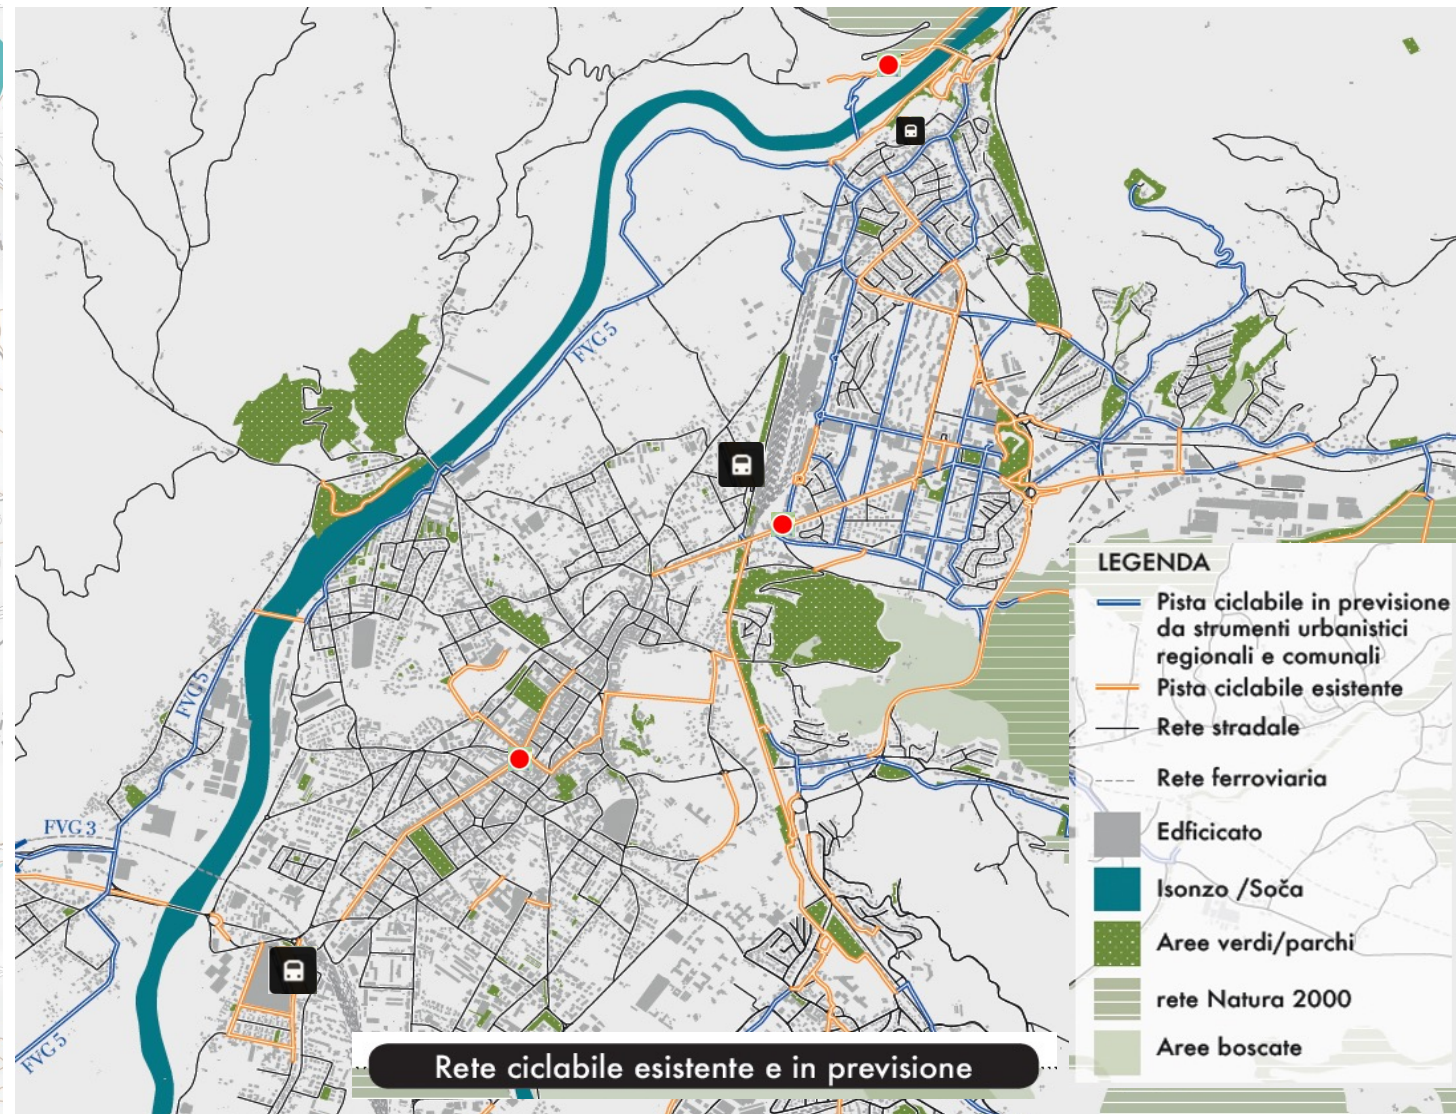 FVG 5
FVG 5
FVG 3
FVG 5
LEGENDA
Pista ciclabile in previsione
da strumenti urbanistici
regionali e comunali
Pista ciclabile esistente
Rete stradale
Rete ferroviaria
Edficicato
Isonzo /Soča
Aree verdi/parchi
rete Natura 2000
Aree boscate
Rete ciclabile esistente e in previsione